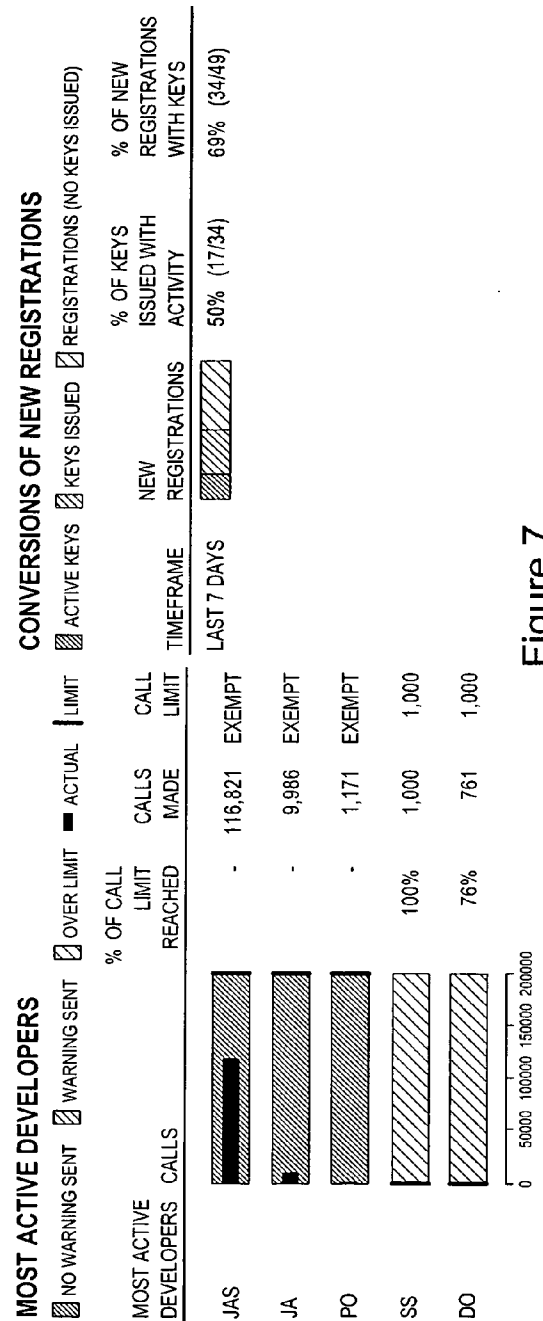 MOST ACTIVE DEVELOPERS
NO WARNING SENT WARNING SENT OVER LIMIT ACTUAL LIMIT
MOST ACTIVE
DEVELOPERS
CALLS
% OF CALL
LIMIT
REACHED
CALLS
MADE
CALL
LIMIT
JAS - 116,821 EXEMPT
JA - 9,986 EXEMPT
PO - 1,171 EXEMPT
SS 100% 1,000 1,000
DO 76% 761 1,000
0 50000 100000 150000 200000
CONVERSIONS OF NEW REGISTRATIONS
ACTIVE KEYS KEYS ISSUED REGISTRATIONS (NO KEYS ISSUED)
TIMEFRAME
NEW
REGISTRATIONS
% OF KEYS
ISSUED WITH
ACTIVITY
% OF NEW
REGISTRATIONS
WITH KEYS
LAST 7 DAYS 50% (17/34) 69% (34/49)
Figure 7